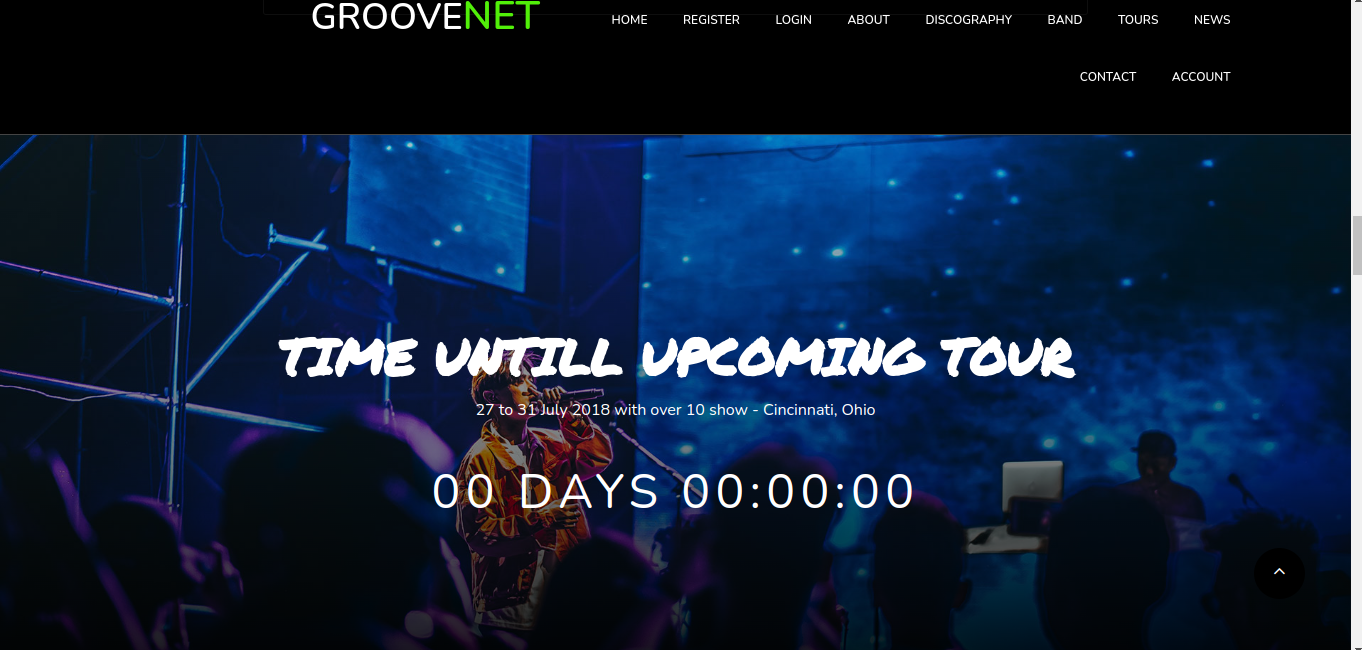 GROOVENET
HOME REGISTER LOGIN ABOUT DISCOGRAPHY BAND TOURS NEWS
CONTACT ACCOUNT
TIME UNTILL UPCOMING TOUR
27 to 31 July 2018 with over 10 show - Cincinnati, Ohio
00 DAYS 00:00:00